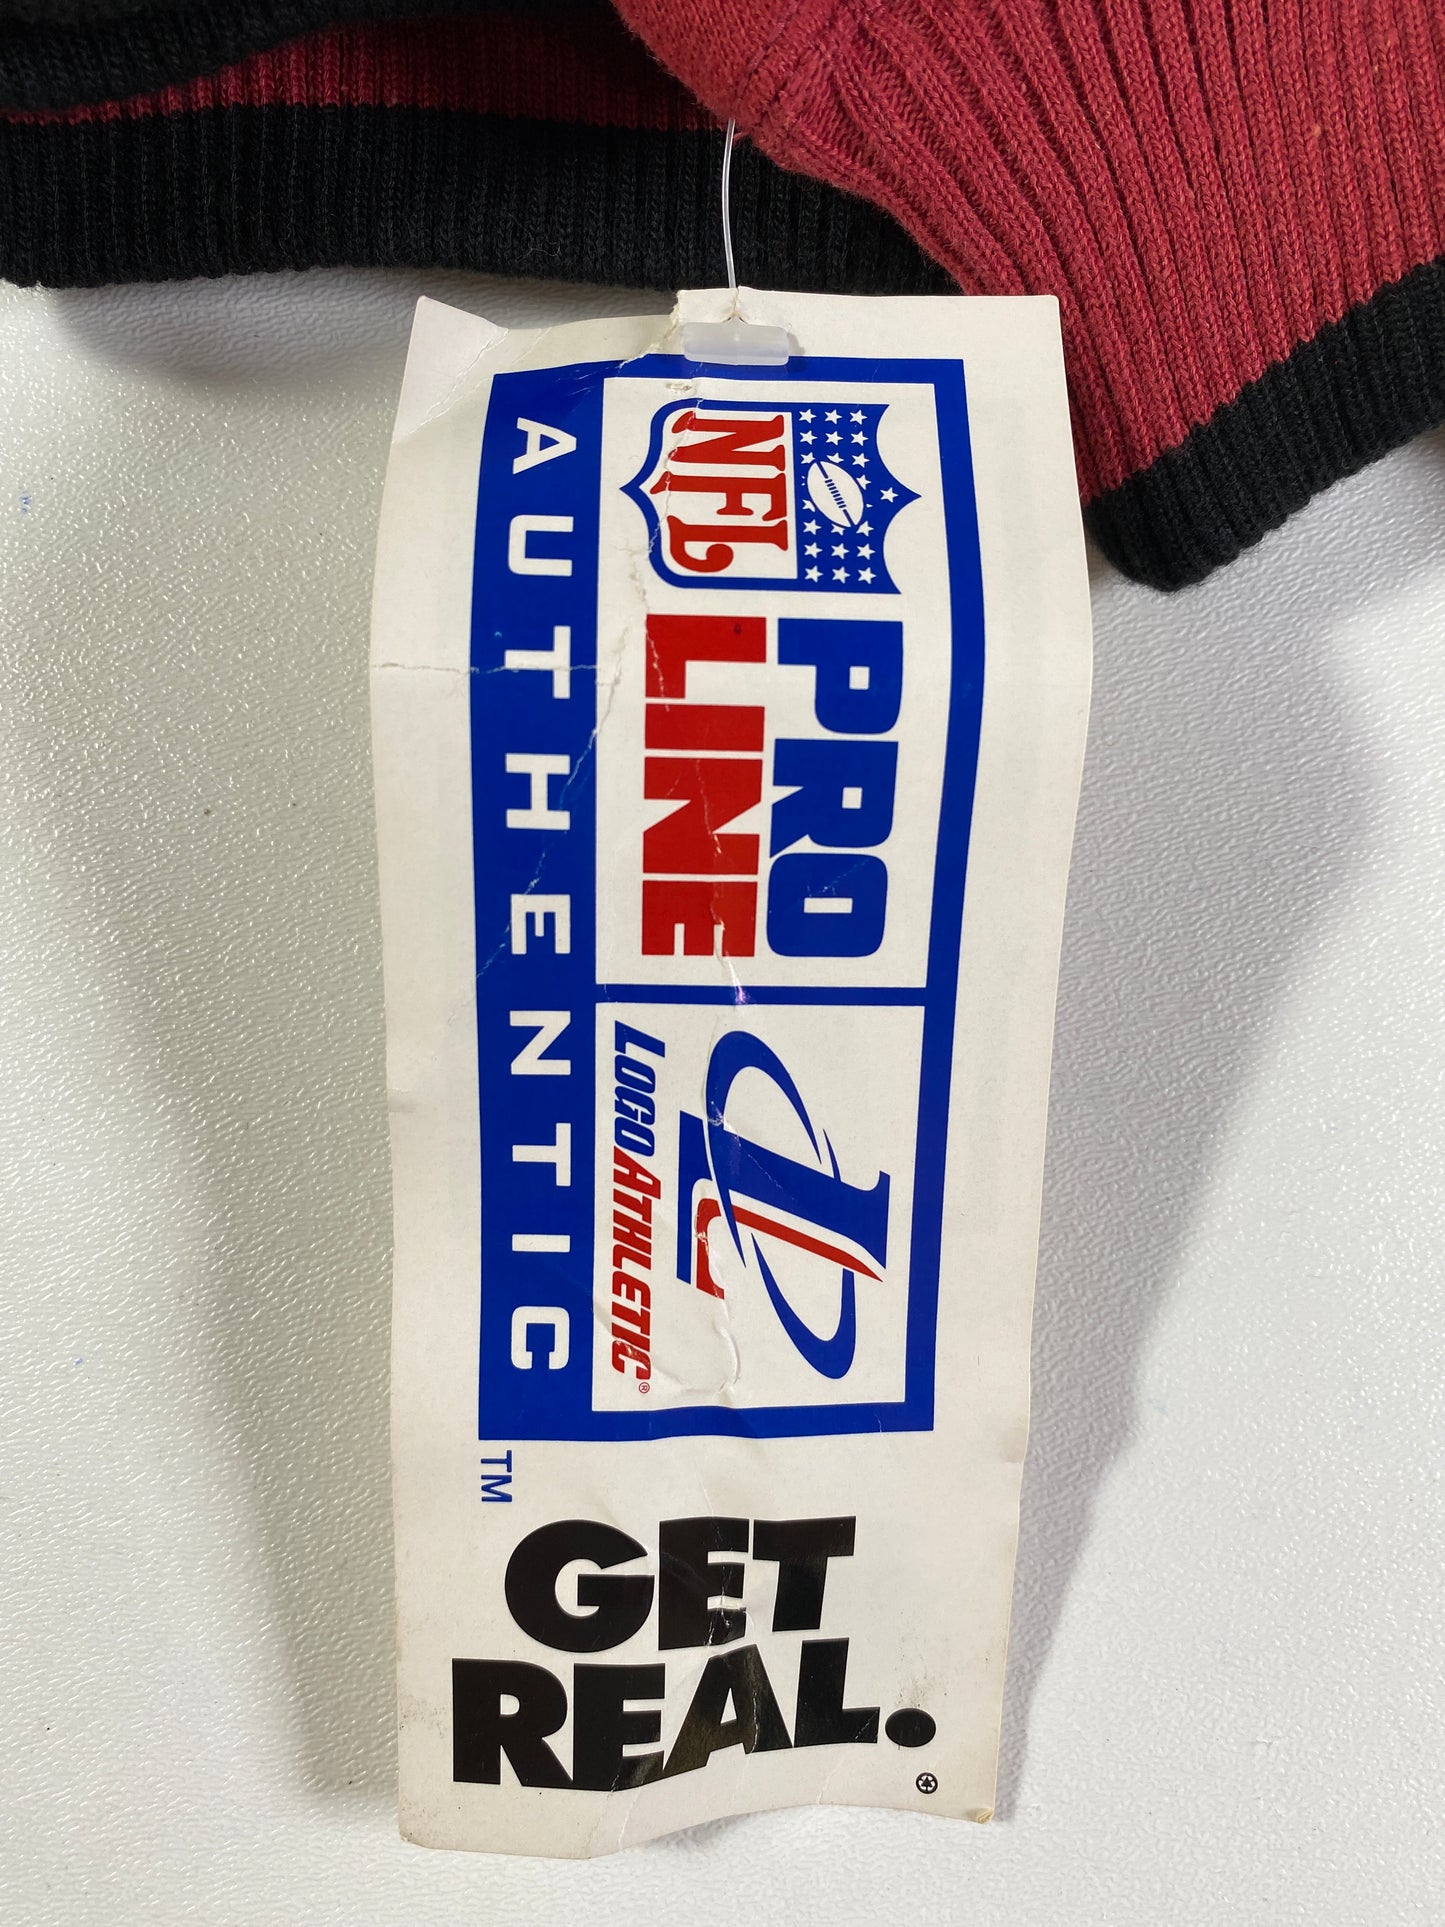 NFL
PRO
LINE
LOGO ATHLETIC®
AUTHENTIC
TM
GET
REAL.